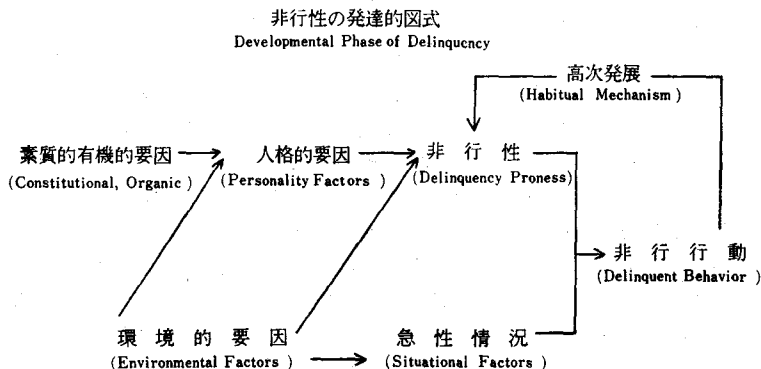 非行性の発達的図式
Developmental Phase of Delinquency
高次発展
(Habitual Mechanism)
素質的有機的要因
人格的要因
非行性
(Constitutional, Organic)
(Personality Factors)
(Delinquency Proness)
非行行動
(Delinquent Behavior)
環境的要因
急性情況
(Environmental Factors)
(Situational Factors)